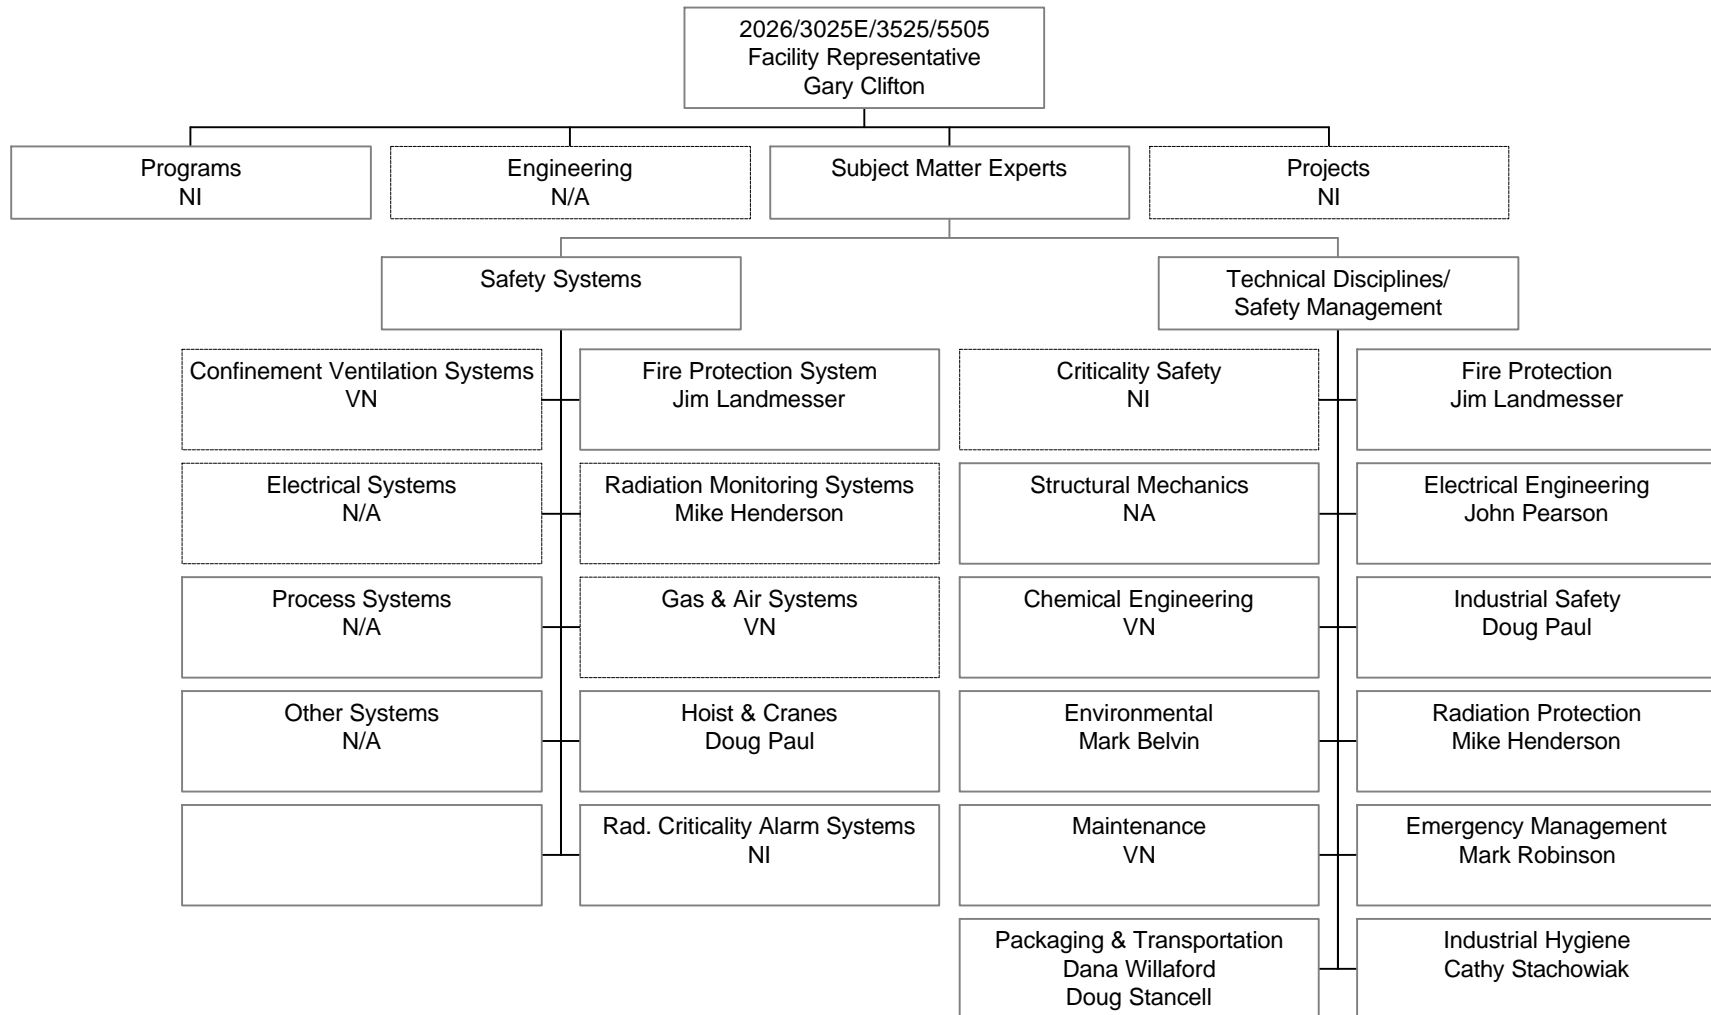 2026/3025E/3525/5505
Facility Representative
Gary Clifton
Programs
NI
Engineering
N/A
Subject Matter Experts
Projects
NI
Safety Systems
Technical Disciplines/
Safety Management
Confinement Ventilation Systems
VN
Fire Protection System
Jim Landmesser
Criticality Safety
NI
Fire Protection
Jim Landmesser
Electrical Systems
N/A
Radiation Monitoring Systems
Mike Henderson
Structural Mechanics
NA
Electrical Engineering
John Pearson
Process Systems
N/A
Gas & Air Systems
VN
Chemical Engineering
VN
Industrial Safety
Doug Paul
Other Systems
N/A
Hoist & Cranes
Doug Paul
Environmental
Mark Belvin
Radiation Protection
Mike Henderson
Rad. Criticality Alarm Systems
NI
Maintenance
VN
Emergency Management
Mark Robinson
Packaging & Transportation
Dana Willaford
Doug Stancell
Industrial Hygiene
Cathy Stachowiak